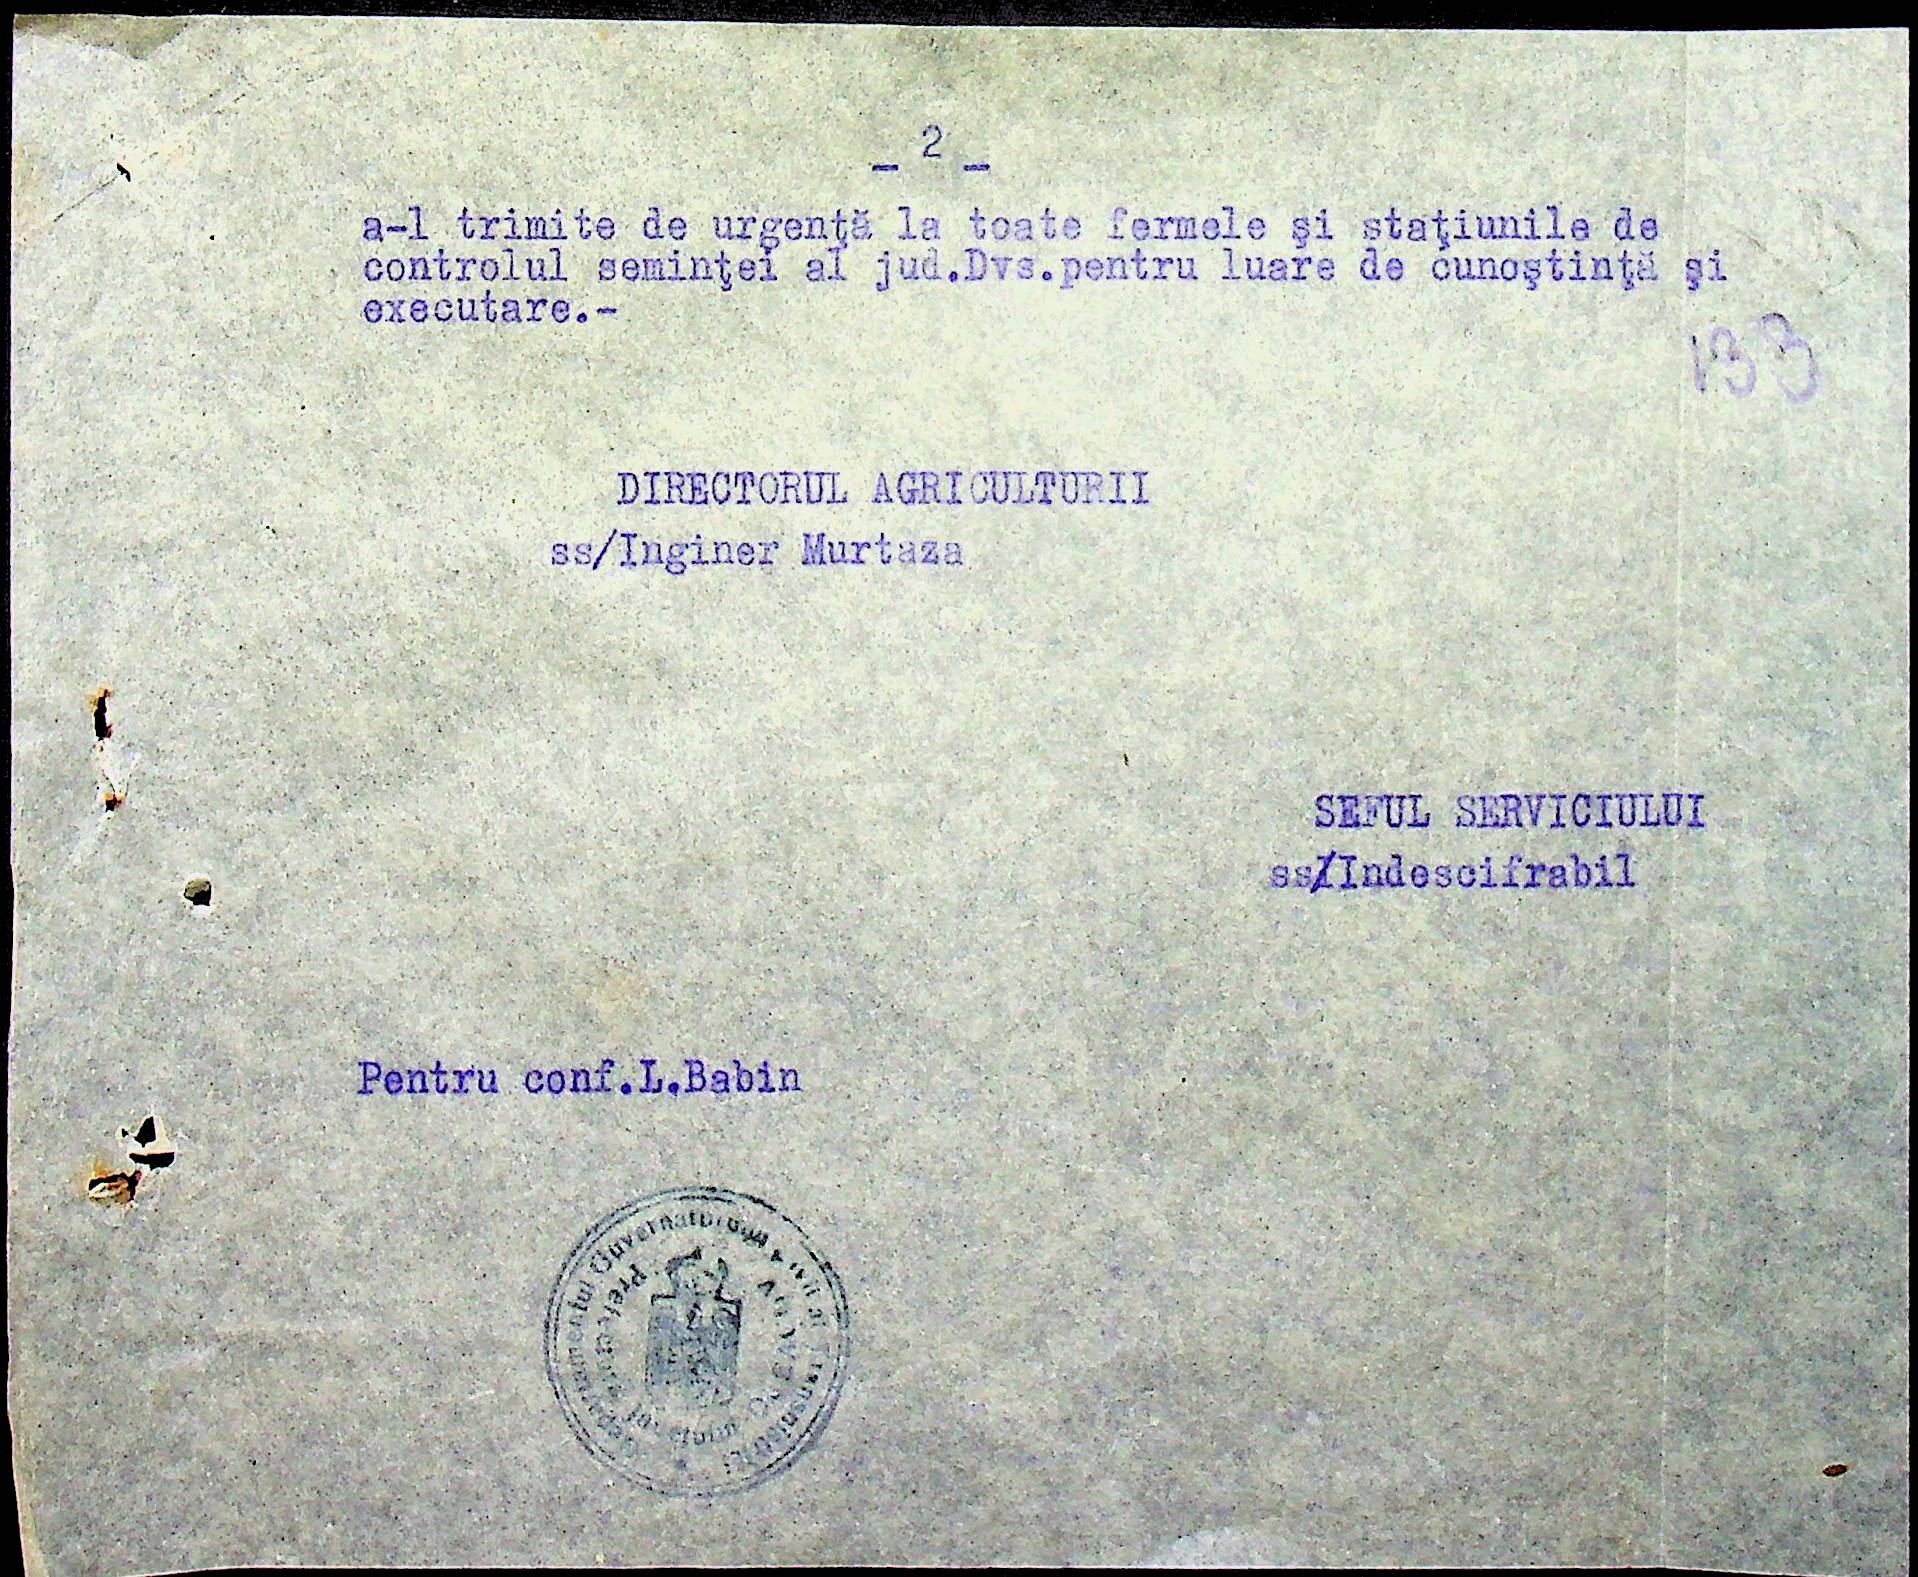 _ 2 _
a-l trimite de urgenţă la toate fermele şi staţiunile de
controlul seminţei al jud.Dvs.pentru luare de cunoştinţă şi
executare.-
133
DIRECTORUL AGRICULTURII
ss/Inginer Murtaza
SEFUL SERVICIULUI
ss/Indescifrabil
Pentru conf.L.Babin
Guvernatorului